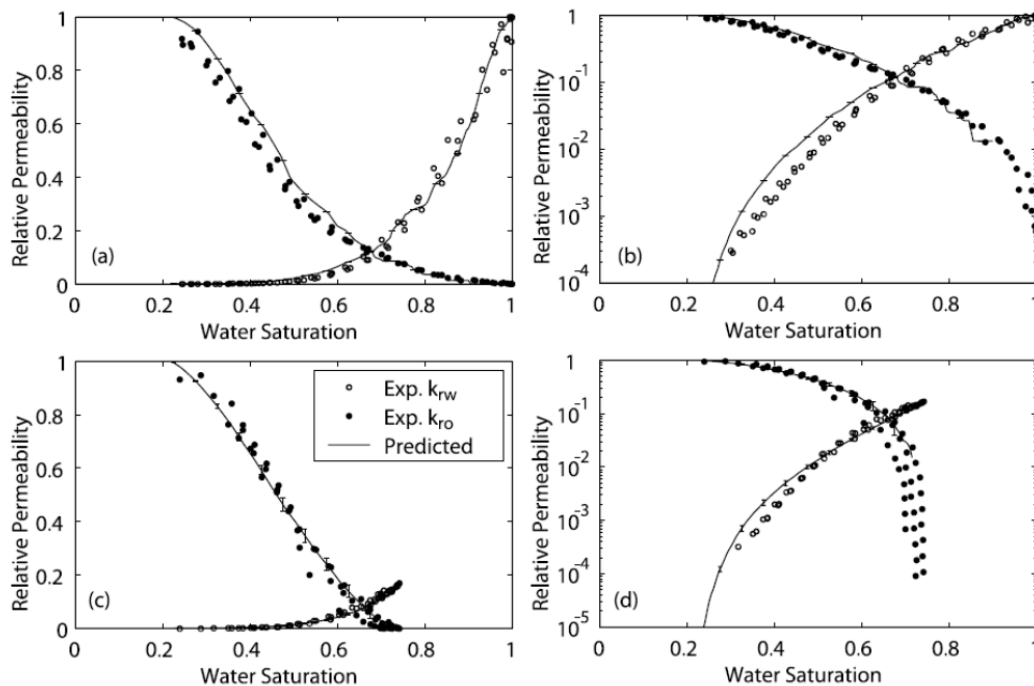 1
0.8
0.6
0.4
0.2
0
Relative Permeability
(a)
0 0.2 0.4 0.6 0.8 1
Water Saturation
1
10⁻¹
10⁻²
10⁻³
10⁻⁴
Relative Permeability
(b)
0 0.2 0.4 0.6 0.8 1
Water Saturation
1
0.8
0.6
0.4
0.2
0
Relative Permeability
Exp. k_rw
Exp. k_ro
Predicted
(c)
0 0.2 0.4 0.6 0.8 1
Water Saturation
1
10⁻¹
10⁻²
10⁻³
10⁻⁴
10⁻⁵
Relative Permeability
(d)
0 0.2 0.4 0.6 0.8 1
Water Saturation